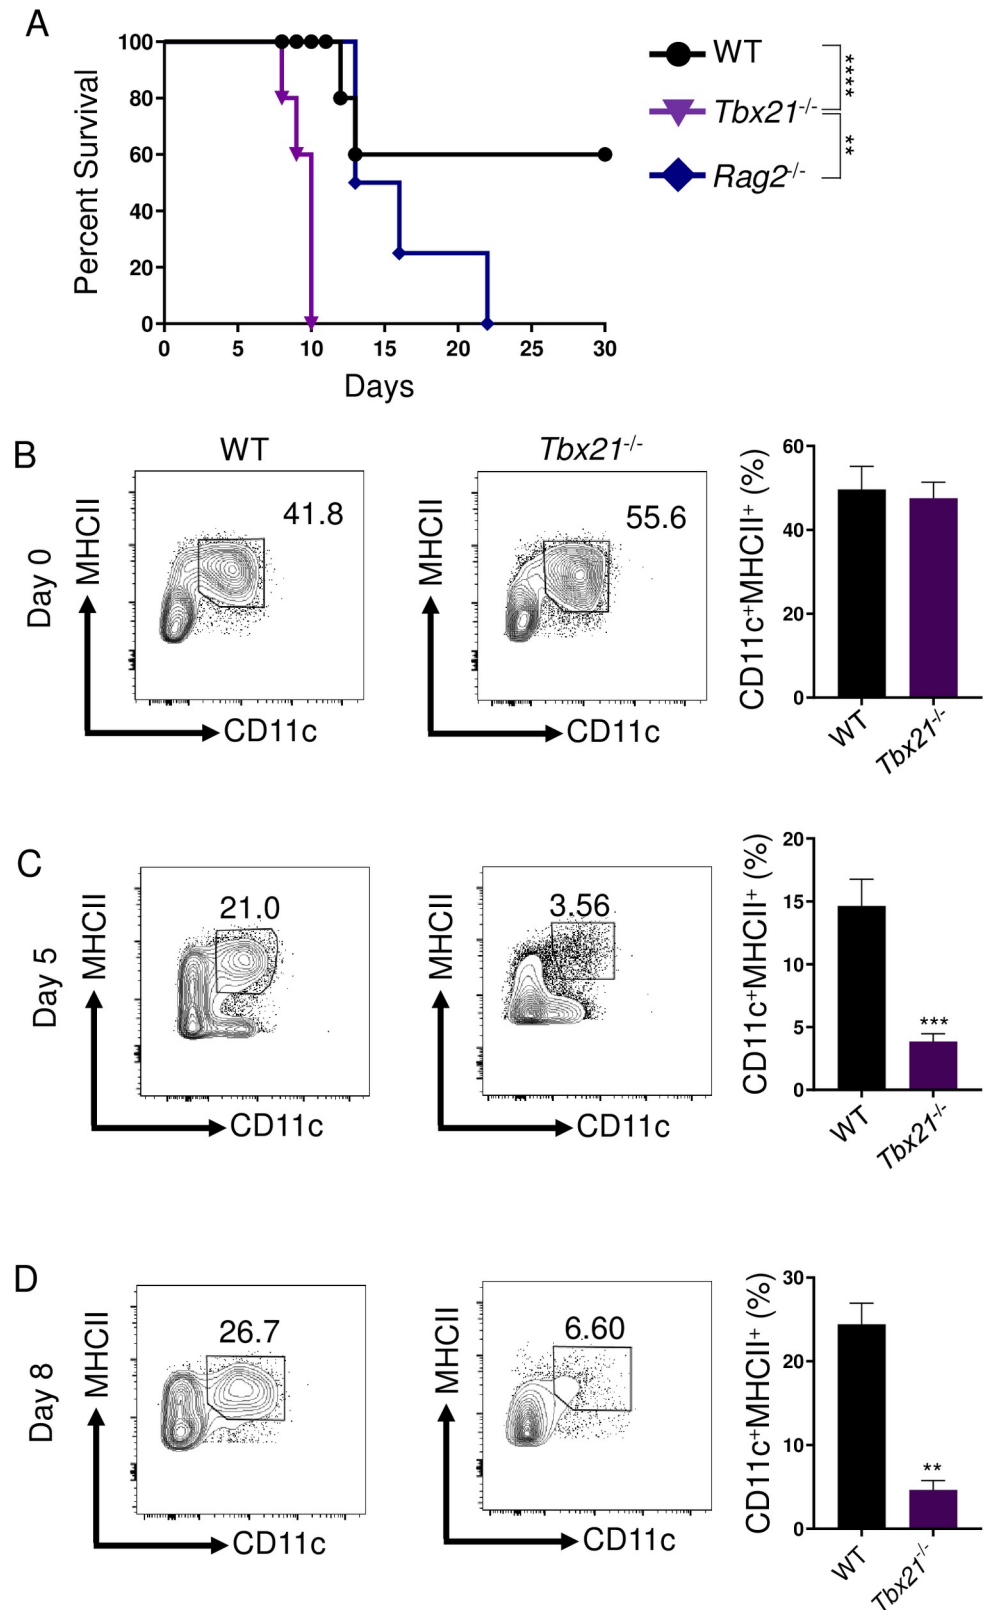 A
Percent Survival
100
80
60
40
20
0
0 5 10 15 20 25 30
Days
WT
Tbx21-/-
Rag2-/-
****
**
B
WT
Tbx21-/-
Day 0
MHCII
41.8
CD11c
MHCII
55.6
CD11c
CD11c+MHCII+ (%)
60
40
20
0
WT
Tbx21-/-
C
Day 5
MHCII
21.0
CD11c
MHCII
3.56
CD11c
CD11c+MHCII+ (%)
20
15
10
5
0
***
WT
Tbx21-/-
D
Day 8
MHCII
26.7
CD11c
MHCII
6.60
CD11c
CD11c+MHCII+ (%)
30
20
10
0
**
WT
Tbx21-/-